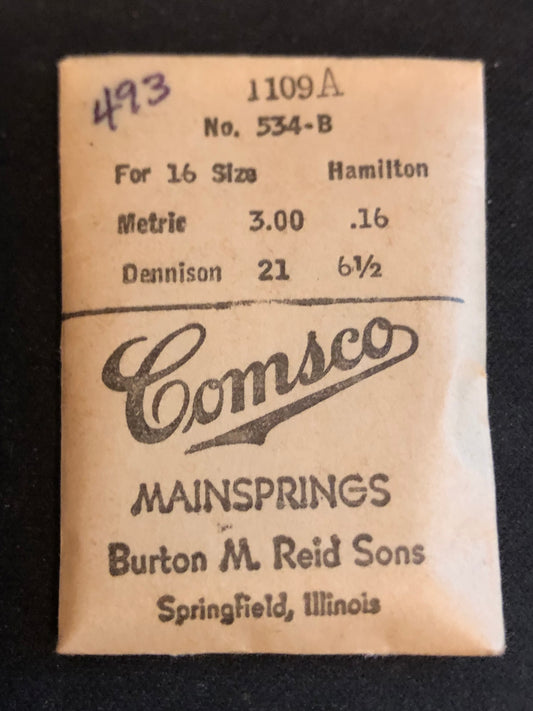 493
1109A
No. 534-B
For 16 Size Hamilton
Metric 3.00 .16
Dennison 21 6½
Comsco
MAINSPRINGS
Burton M. Reid Sons
Springfield, Illinois